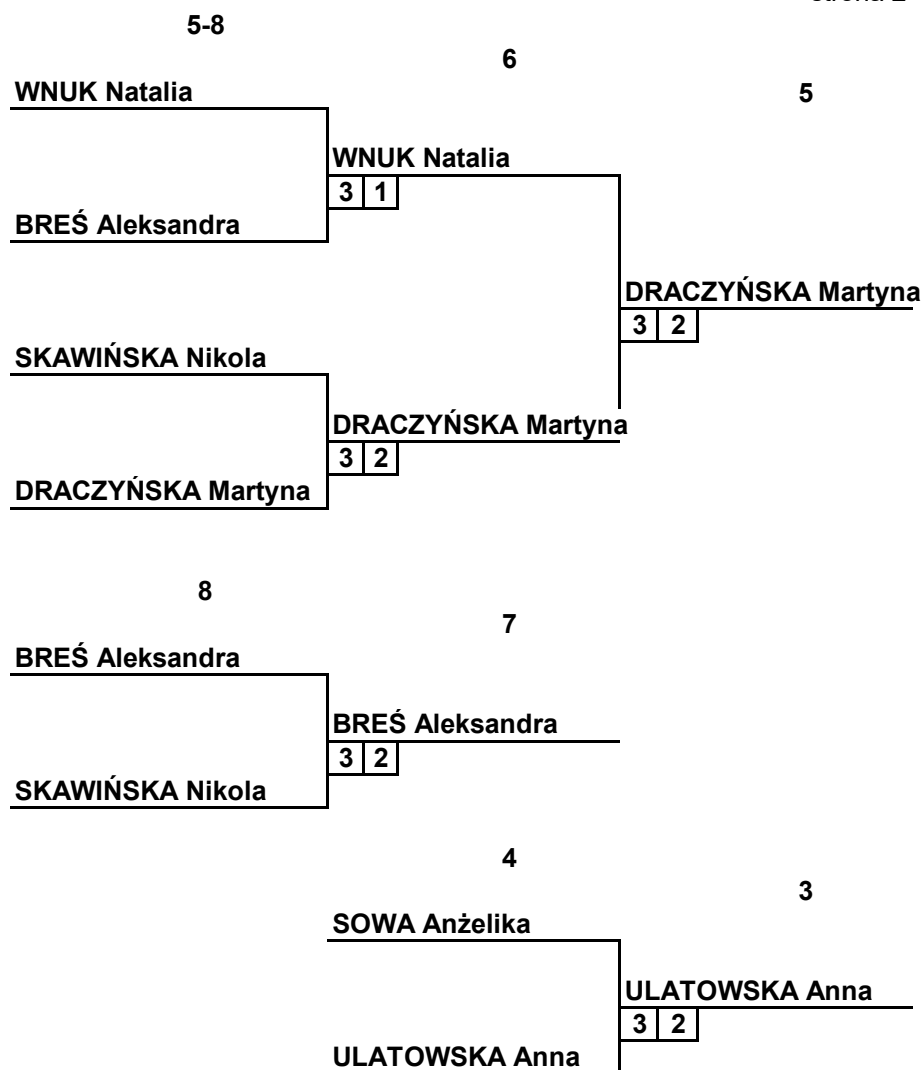 5-8
6
WNUK Natalia
5
WNUK Natalia
3 1
BREŚ Aleksandra
DRACZYŃSKA Martyna
3 2
SKAWIŃSKA Nikola
DRACZYŃSKA Martyna
3 2
DRACZYŃSKA Martyna
8
7
BREŚ Aleksandra
BREŚ Aleksandra
3 2
SKAWIŃSKA Nikola
4
3
SOWA Anżelika
ULATOWSKA Anna
3 2
ULATOWSKA Anna